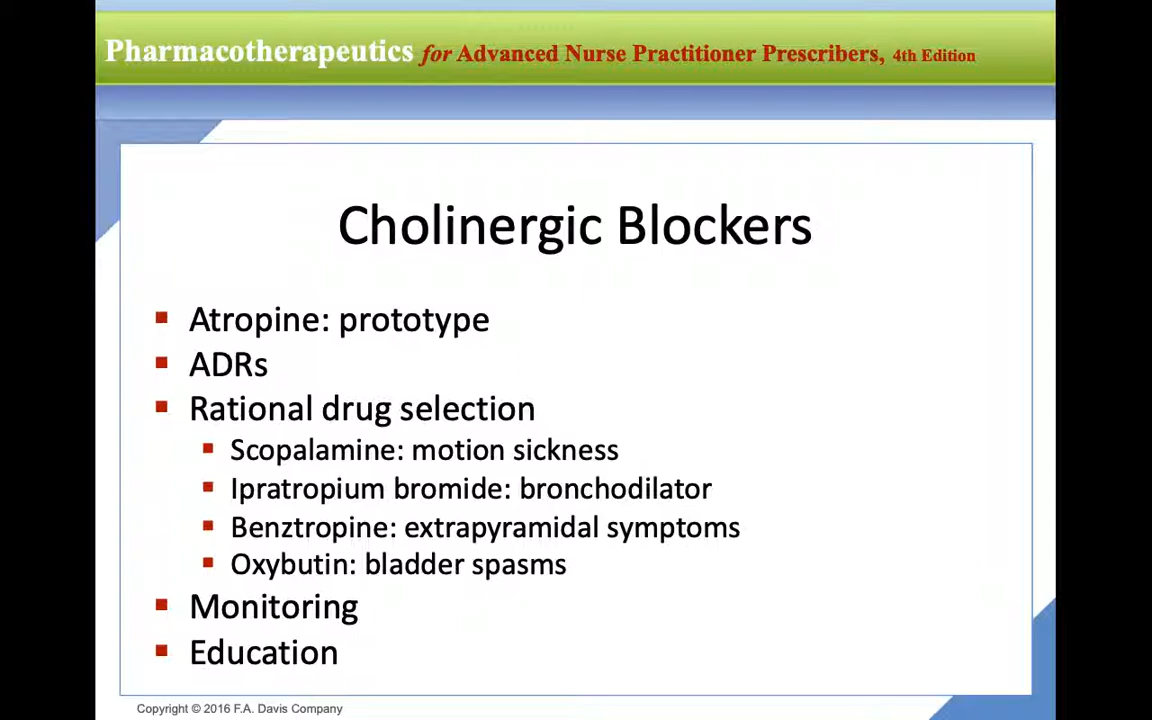 Pharmacotherapeutics for Advanced Nurse Practitioner Prescribers, 4th Edition
Cholinergic Blockers
▪ Atropine: prototype
▪ ADRs
▪ Rational drug selection
▪ Scopalamine: motion sickness
▪ Ipratropium bromide: bronchodilator
▪ Benztropine: extrapyramidal symptoms
▪ Oxybutin: bladder spasms
▪ Monitoring
▪ Education
Copyright © 2016 F.A. Davis Company